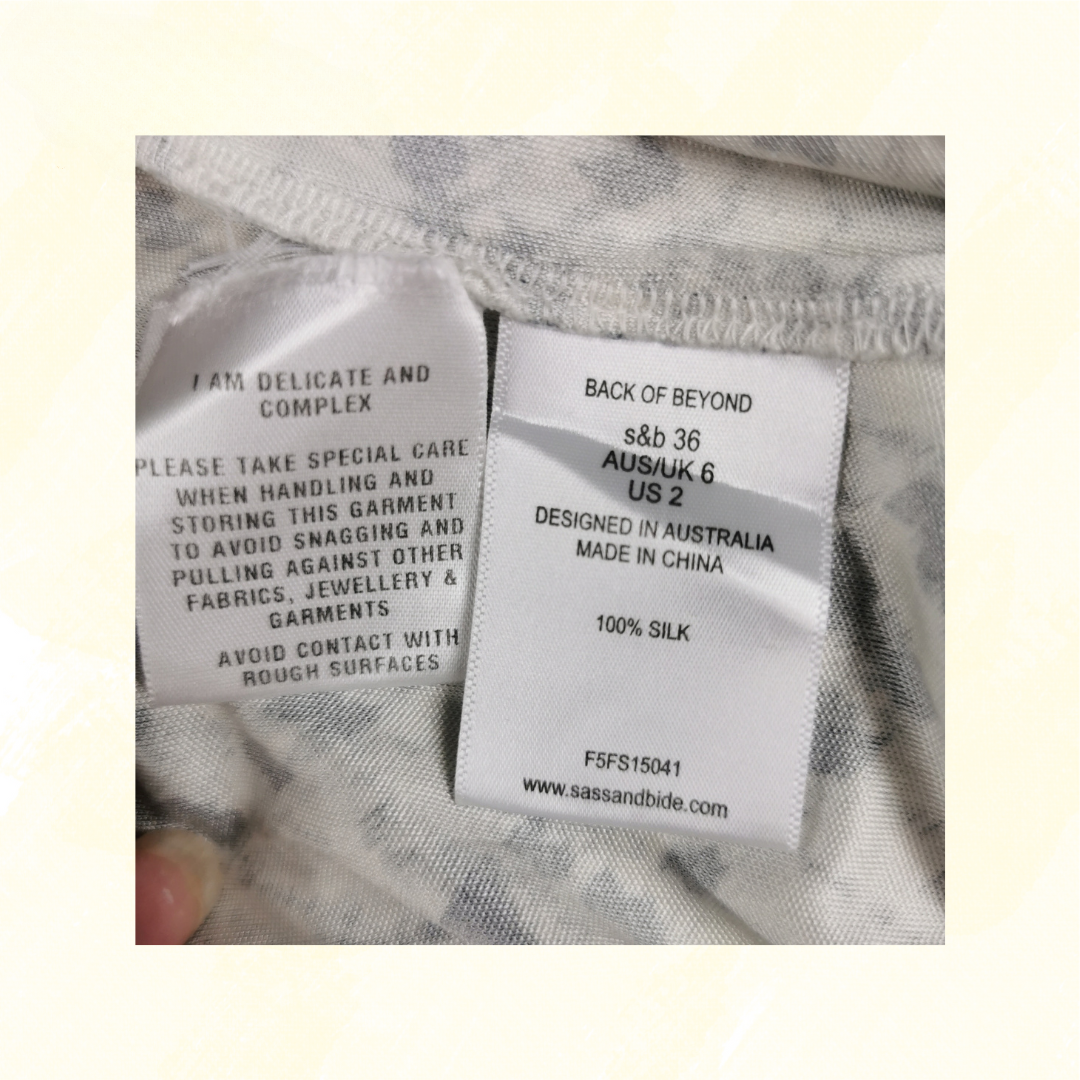 I AM DELICATE AND
COMPLEX
PLEASE TAKE SPECIAL CARE
WHEN HANDLING AND
STORING THIS GARMENT
TO AVOID SNAGGING AND
PULLING AGAINST OTHER
FABRICS, JEWELLERY &
GARMENTS
AVOID CONTACT WITH
ROUGH SURFACES
BACK OF BEYOND
s&b 36
AUS/UK 6
US 2
DESIGNED IN AUSTRALIA
MADE IN CHINA
100% SILK
F5FS15041
www.sassandbide.com